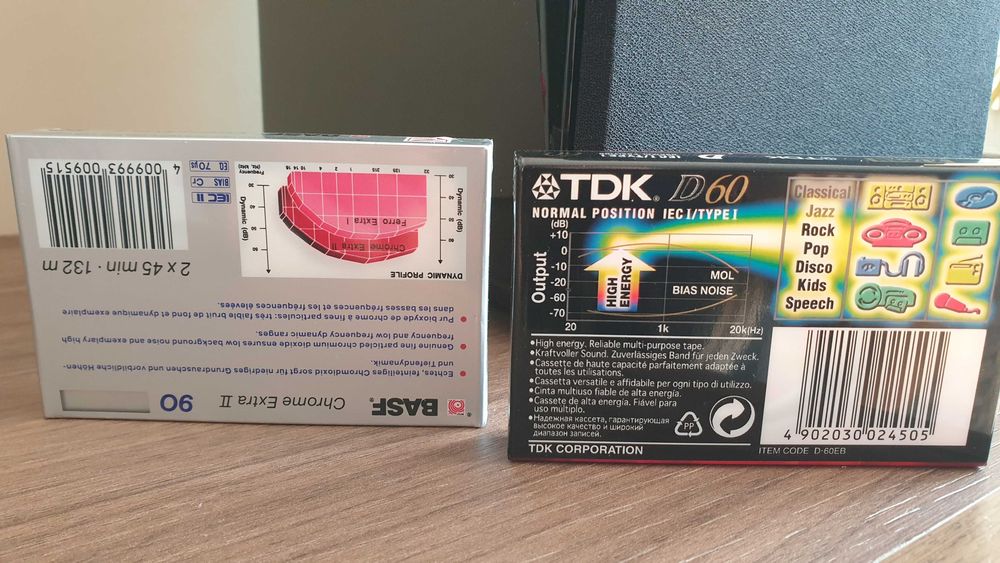 BASF Chrome Extra II 90
Echtes, feinteiliges Chromdioxid sorgt für niedriges Grundrauschen und vorbildliche Höhen- und Tiefendynamik.
Genuine fine particled chromium dioxide ensures low background noise and exemplary high frequency and low frequency dynamic ranges.
Pur bioxyde de chrome à fines particules: très faible bruit de fond et dynamique exemplaire dans les basses fréquences et les fréquences élevées.
DYNAMIC PROFILE
Chrome Extra II
Ferro Extra I
Dynamic (dB)
Frequency (Hz, kHz)
2 x 45 min · 132 m
IEC II
BIAS Cr
EQ 70 µs
4 009993 009515
TDK D60
NORMAL POSITION IEC I/TYPE I
(dB)
+10
0
-10
-20
-60
-70
Output
HIGH ENERGY
MOL
BIAS NOISE
20 1k 20k(Hz)
Classical
Jazz
Rock
Pop
Disco
Kids
Speech
•High energy. Reliable multi-purpose tape.
•Kraftvoller Sound. Zuverlässiges Band für jeden Zweck.
•Cassette de haute capacité parfaitement adaptée à
toutes les utilisations.
•Cassetta versatile e affidabile per ogni tipo di utilizzo.
•Cinta multiuso fiable de alta energía.
•Cassete de alta energia. Fiável para
uso múltiplo.
•Надежная кассета, гарантирующая
высокое качество и широкий
диапазон записей.
PP
TDK CORPORATION
4 902030 024505
ITEM CODE D-60EB